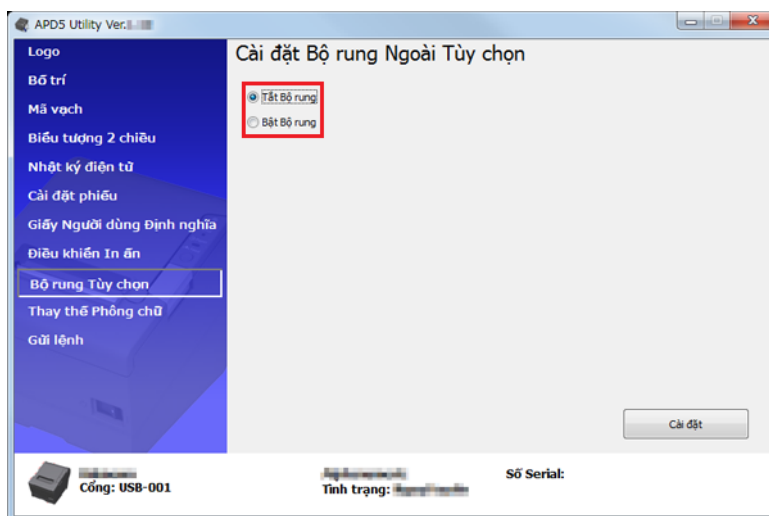 APD5 Utility Ver.
Logo
Bố trí
Mã vạch
Biểu tượng 2 chiều
Nhật ký điện tử
Cài đặt phiếu
Giấy Người dùng Định nghĩa
Điều khiển In ấn
Bộ rung Tùy chọn
Thay thế Phông chữ
Gửi lệnh
Cài đặt Bộ rung Ngoài Tùy chọn
Tắt Bộ rung
Bật Bộ rung
Cài đặt
Cổng: USB-001
Tình trạng:
Số Serial: